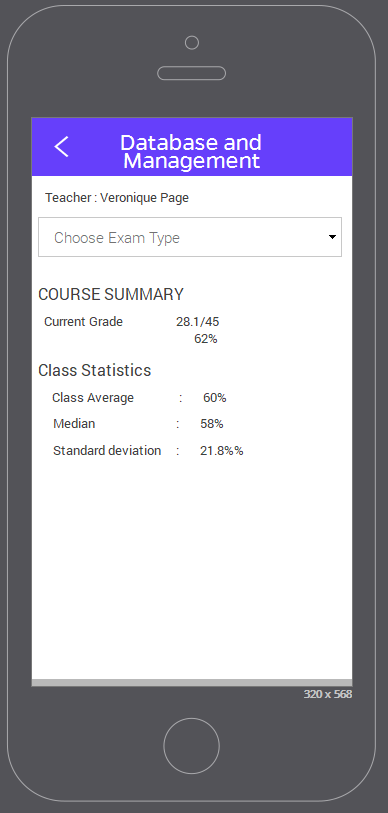 Database and
Management
Teacher : Veronique Page
Choose Exam Type
COURSE SUMMARY
Current Grade 28.1/45
62%
Class Statistics
Class Average : 60%
Median : 58%
Standard deviation : 21.8%%
320 x 568